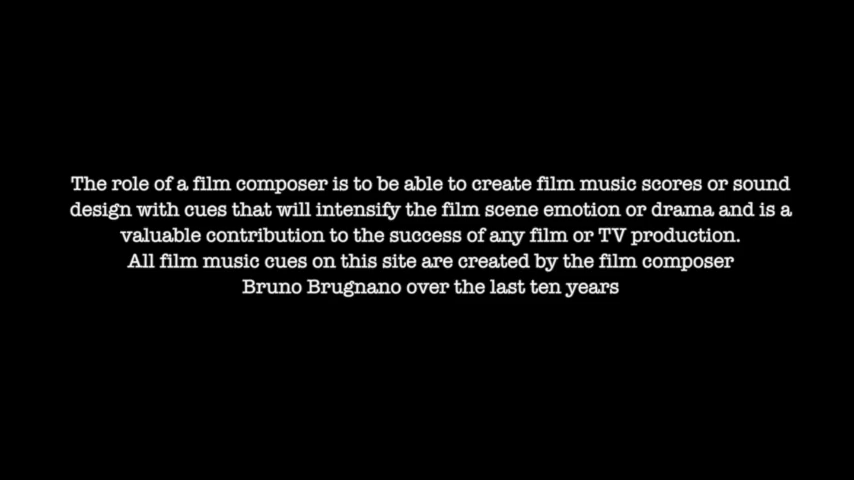 The role of a film composer is to be able to create film music scores or sound
design with cues that will intensify the film scene emotion or drama and is a
valuable contribution to the success of any film or TV production.
All film music cues on this site are created by the film composer
Bruno Brugnano over the last ten years